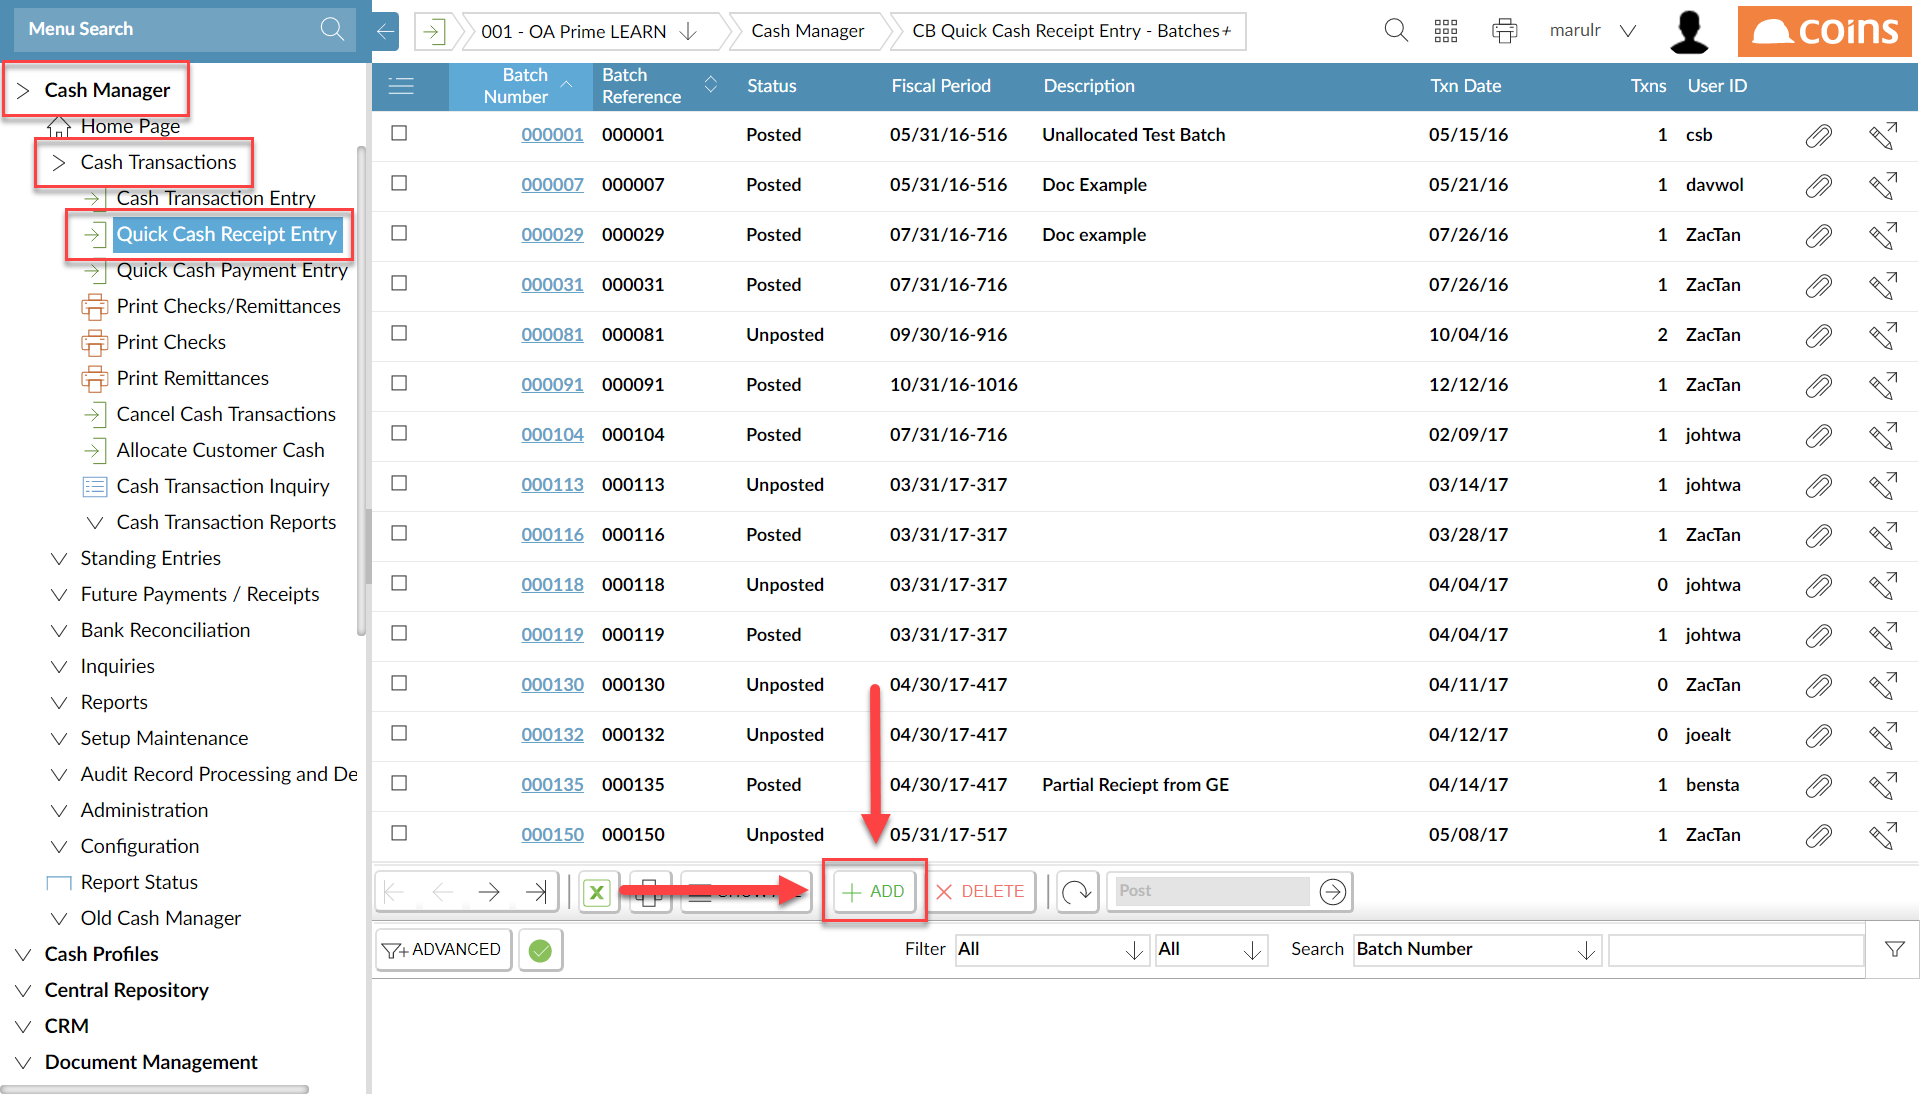 Menu Search
001 - OA Prime LEARN
Cash Manager
CB Quick Cash Receipt Entry - Batches+
marulr
coins
Cash Manager
Home Page
Cash Transactions
Cash Transaction Entry
Quick Cash Receipt Entry
Quick Cash Payment Entry
Print Checks/Remittances
Print Checks
Print Remittances
Cancel Cash Transactions
Allocate Customer Cash
Cash Transaction Inquiry
Cash Transaction Reports
Standing Entries
Future Payments / Receipts
Bank Reconciliation
Inquiries
Reports
Setup Maintenance
Audit Record Processing and De
Administration
Configuration
Report Status
Old Cash Manager
Cash Profiles
Central Repository
CRM
Document Management
Batch Number Batch Reference Status Fiscal Period Description Txn Date Txns User ID
000001 000001 Posted 05/31/16-516 Unallocated Test Batch 05/15/16 1 csb
000007 000007 Posted 05/31/16-516 Doc Example 05/21/16 1 davwol
000029 000029 Posted 07/31/16-716 Doc example 07/26/16 1 ZacTan
000031 000031 Posted 07/31/16-716 07/26/16 1 ZacTan
000081 000081 Unposted 09/30/16-916 10/04/16 2 ZacTan
000091 000091 Posted 10/31/16-1016 12/12/16 1 ZacTan
000104 000104 Posted 07/31/16-716 02/09/17 1 johtwa
000113 000113 Unposted 03/31/17-317 03/14/17 1 johtwa
000116 000116 Posted 03/31/17-317 03/28/17 1 ZacTan
000118 000118 Unposted 03/31/17-317 04/04/17 0 johtwa
000119 000119 Posted 03/31/17-317 04/04/17 1 johtwa
000130 000130 Unposted 04/30/17-417 04/11/17 0 ZacTan
000132 000132 Unposted 04/30/17-417 04/12/17 0 joealt
000135 000135 Posted 04/30/17-417 Partial Reciept from GE 04/14/17 1 bensta
000150 000150 Unposted 05/31/17-517 05/08/17 1 ZacTan
ADD DELETE Post
ADVANCED Filter All All Search Batch Number